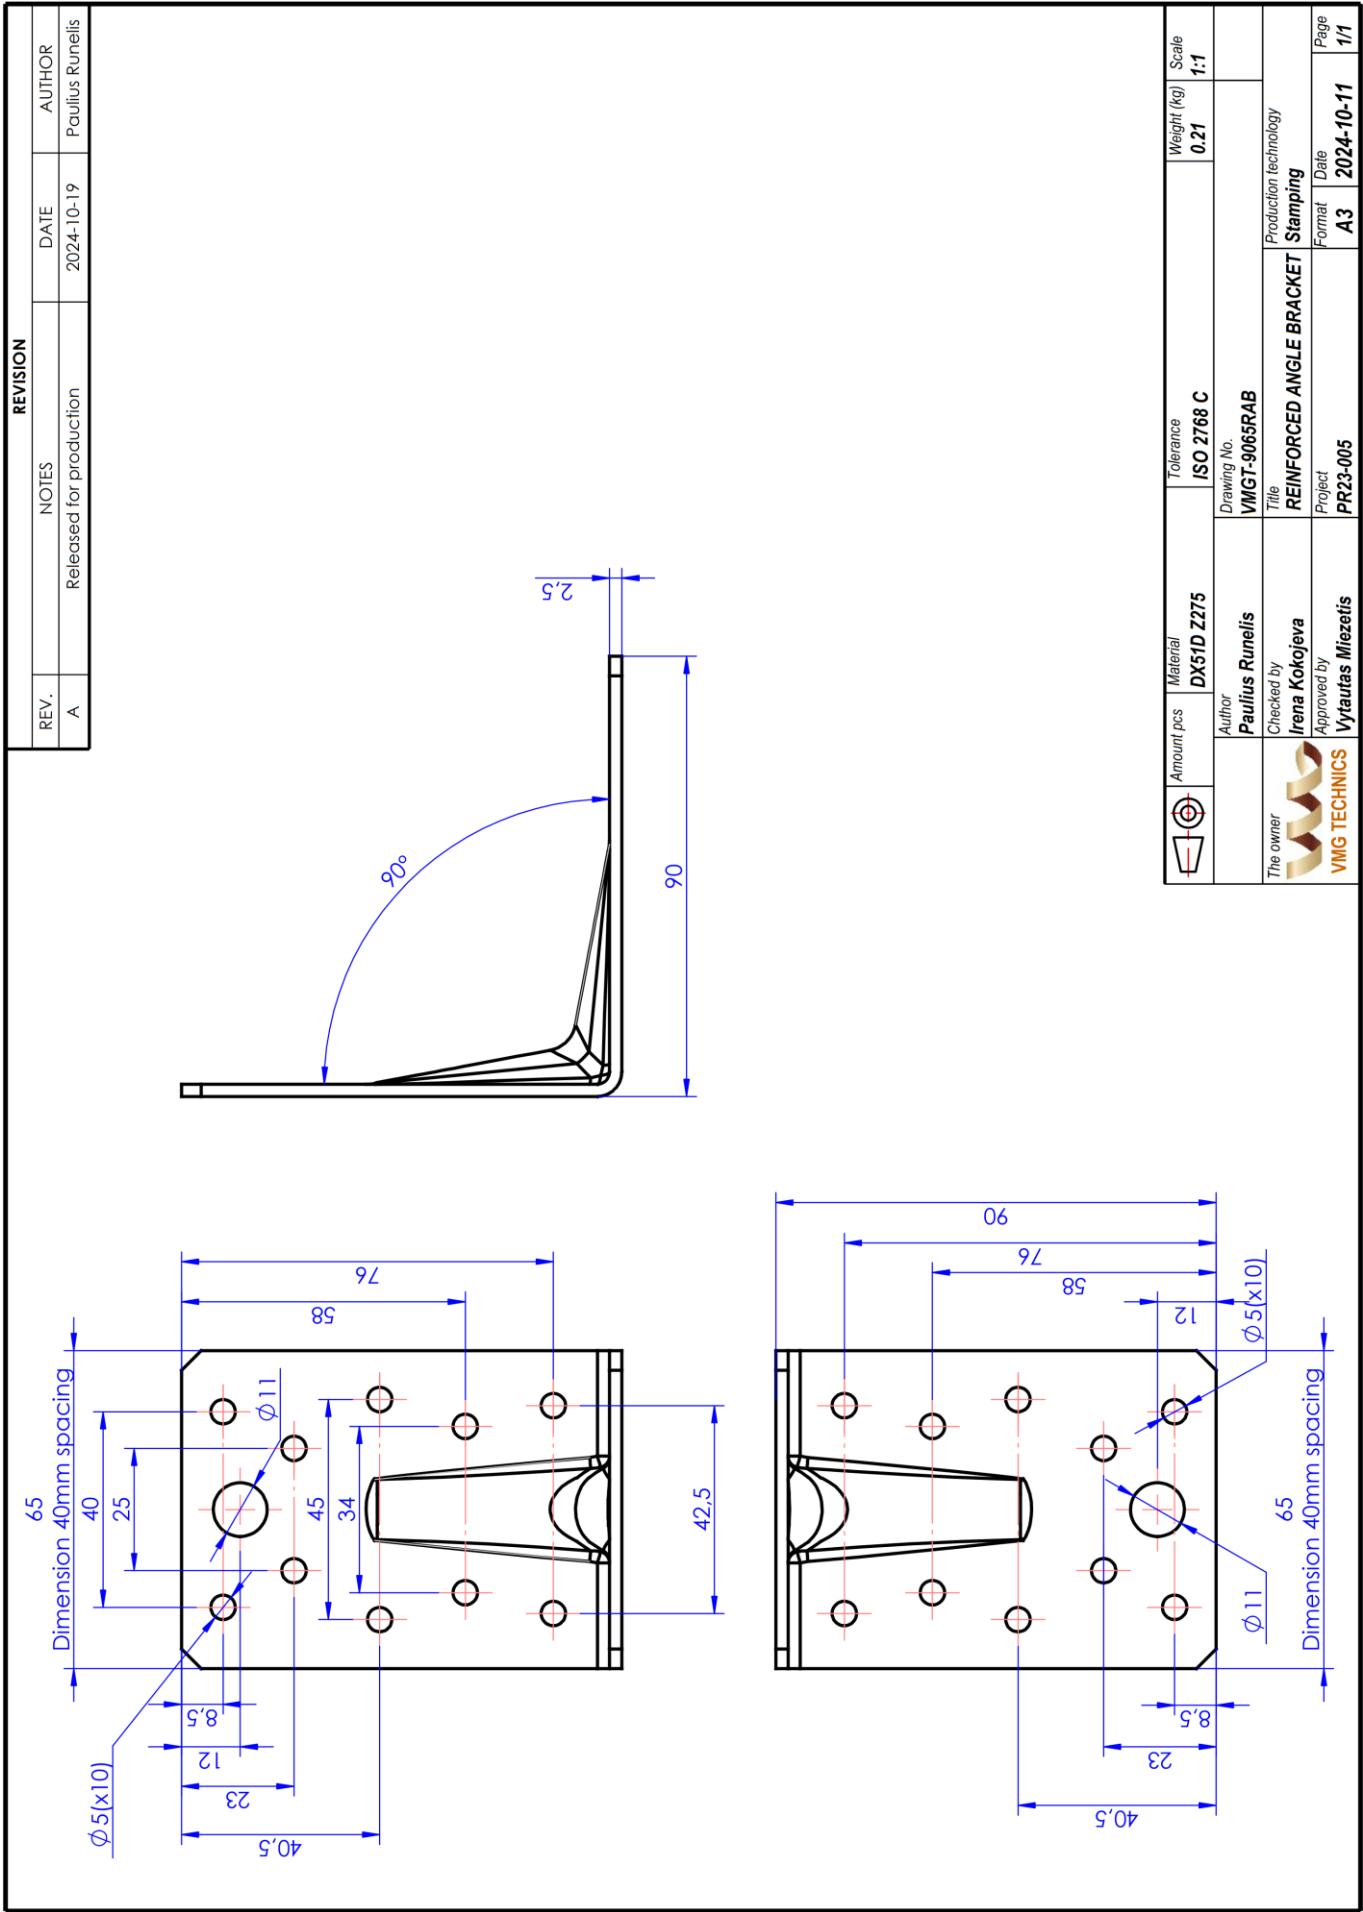 REVISION
REV. NOTES DATE AUTHOR
A Released for production 2024-10-19 Paulius Runelis
65
Dimension 40mm spacing
40
25
Ø11
45
34
42,5
Ø5(x10)
8,5
12
23
40,5
58
76
90°
2,5
90
90
76
58
12
Ø5(x10)
Ø11
65
Dimension 40mm spacing
8,5
23
40,5
Amount pcs
Material
DX51D Z275
Tolerance
ISO 2768 C
Weight (kg)
0.21
Scale
1:1
Author
Paulius Runelis
Drawing No.
VMGT-9065RAB
The owner
VMG TECHNICS
Checked by
Irena Kokojeva
Title
REINFORCED ANGLE BRACKET
Production technology
Stamping
Approved by
Vytautas Miezetis
Project
PR23-005
Format
A3
Date
2024-10-11
Page
1/1